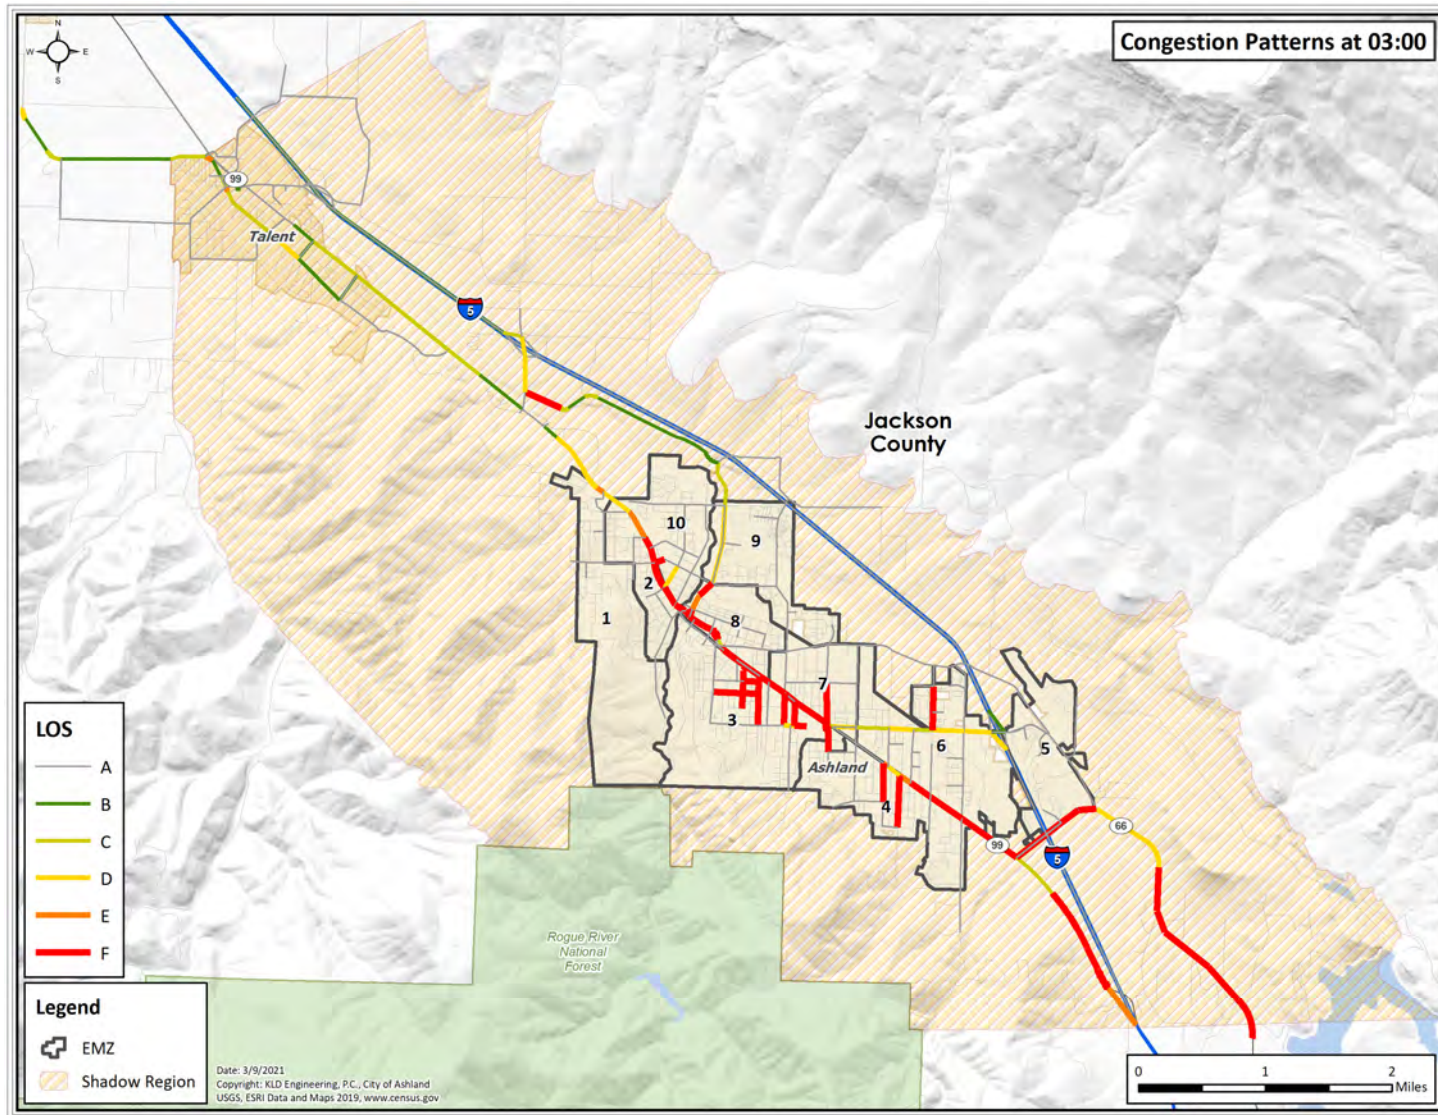 Congestion Patterns at 03:00
N
W
E
S
99
Talent
5
Jackson
County
10
9
2
1
8
7
3
6
5
Ashland
4
66
99
5
LOS
A
B
C
D
E
F
Rogue River
National
Forest
Legend
EMZ
Shadow Region
Date: 3/9/2021
Copyright: KLD Engineering, P.C., City of Ashland
USGS, ESRI Data and Maps 2019, www.census.gov
0 1 2
Miles